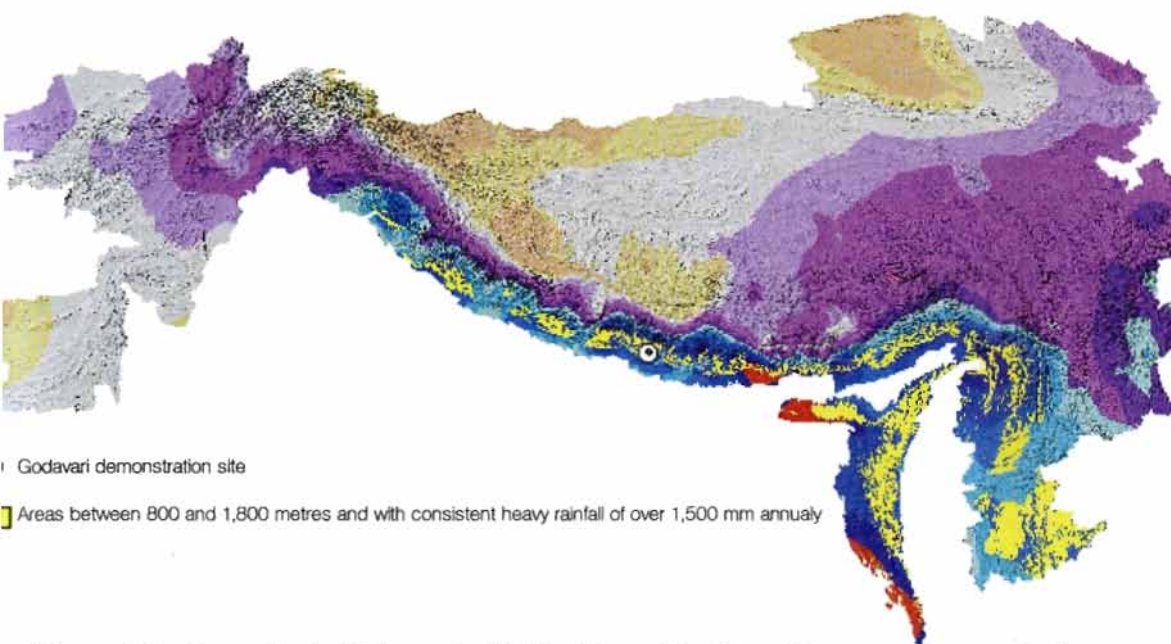 Godavari demonstration site
Areas between 800 and 1,800 metres and with consistent heavy rainfall of over 1,500 mm annualy